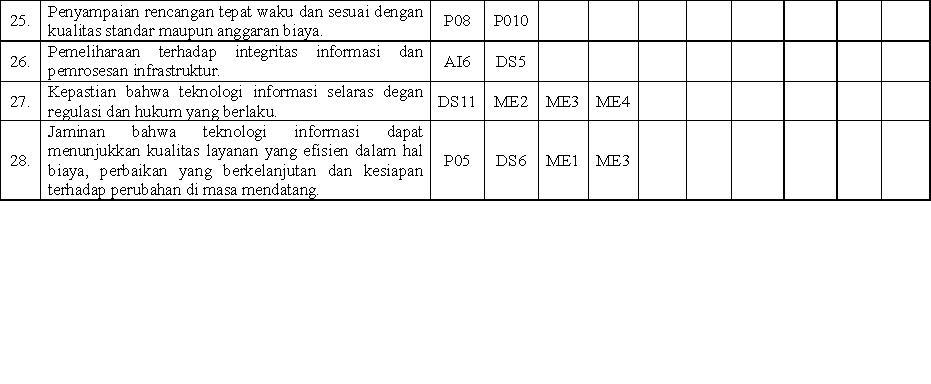 25. Penyampaian rencangan tepat waku dan sesuai dengan kualitas standar maupun anggaran biaya. P08 P010
26. Pemeliharaan terhadap integritas informasi dan pemrosesan infrastruktur. AI6 DS5
27. Kepastian bahwa teknologi informasi selaras degan regulasi dan hukum yang berlaku. DS11 ME2 ME3 ME4
28. Jaminan bahwa teknologi informasi dapat menunjukkan kualitas layanan yang efisien dalam hal biaya, perbaikan yang berkelanjutan dan kesiapan terhadap perubahan di masa mendatang. P05 DS6 ME1 ME3